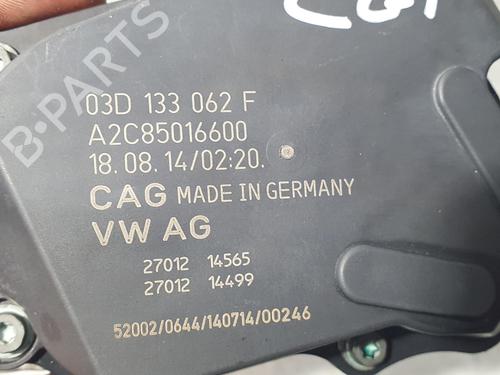 CGP
03D 133 062 F
A2C85016600
18.08.14/02:20.
CAG MADE IN GERMANY
VW AG
27012 14565
27012 14499
52002/0644/140714/00246
B-PARTS